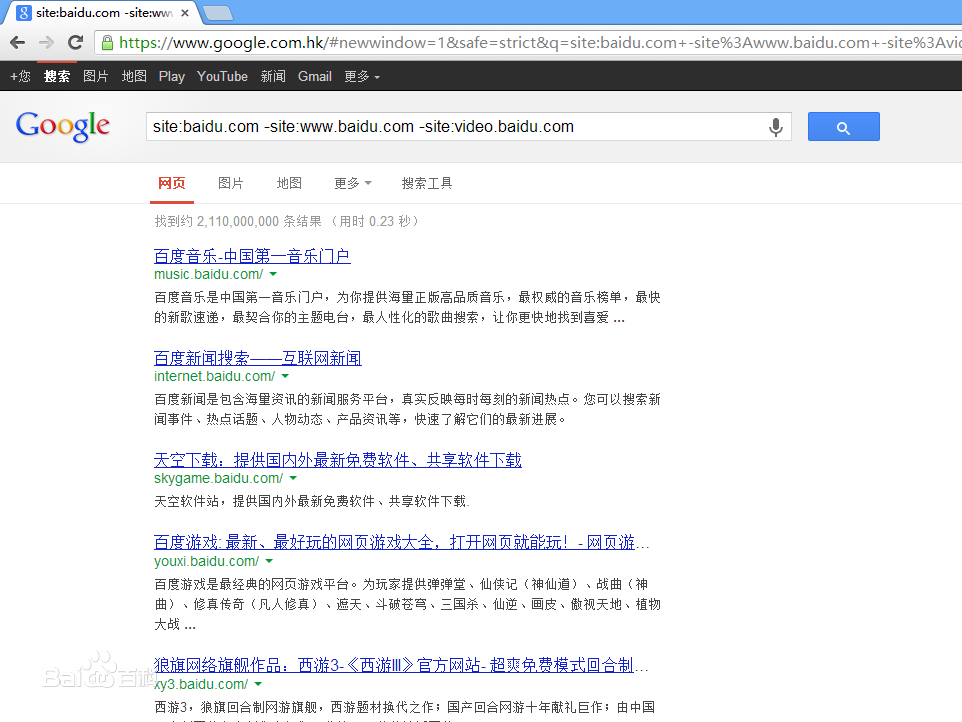 site:baidu.com -site:www
https://www.google.com.hk/#newwindow=1&safe=strict&q=site:baidu.com+-site%3Awww.baidu.com+-site%3Avic
+您 搜索 图片 地图 Play YouTube 新闻 Gmail 更多
Google
site:baidu.com -site:www.baidu.com -site:video.baidu.com
网页 图片 地图 更多 搜索工具
找到约 2,110,000,000 条结果 （用时 0.23 秒）
百度音乐-中国第一音乐门户
music.baidu.com/
百度音乐是中国第一音乐门户，为你提供海量正版高品质音乐，最权威的音乐榜单，最快
的新歌速递，最契合你的主题电台，最人性化的歌曲搜索，让你更快地找到喜爱 ...
百度新闻搜索——互联网新闻
internet.baidu.com/
百度新闻是包含海量资讯的新闻服务平台，真实反映每时每刻的新闻热点。您可以搜索新
闻事件、热点话题、人物动态、产品资讯等，快速了解它们的最新进展。
天空下载：提供国内外最新免费软件、共享软件下载
skygame.baidu.com/
天空软件站，提供国内外最新免费软件、共享软件下载.
百度游戏: 最新、最好玩的网页游戏大全，打开网页就能玩！- 网页游...
youxi.baidu.com/
百度游戏是最经典的网页游戏平台。为玩家提供弹弹堂、仙侠记（神仙道）、战曲（神
曲）、修真传奇（凡人修真）、遮天、斗破苍穹、三国杀、仙逆、画皮、傲视天地、植物
大战 ...
狼旗网络旗舰作品：西游3-《西游Ⅲ》官方网站- 超爽免费模式回合制...
xy3.baidu.com/
Baidu百科
西游3，狼旗回合制网游旗舰，西游题材换代之作；国产回合网游十年献礼巨作；由中国